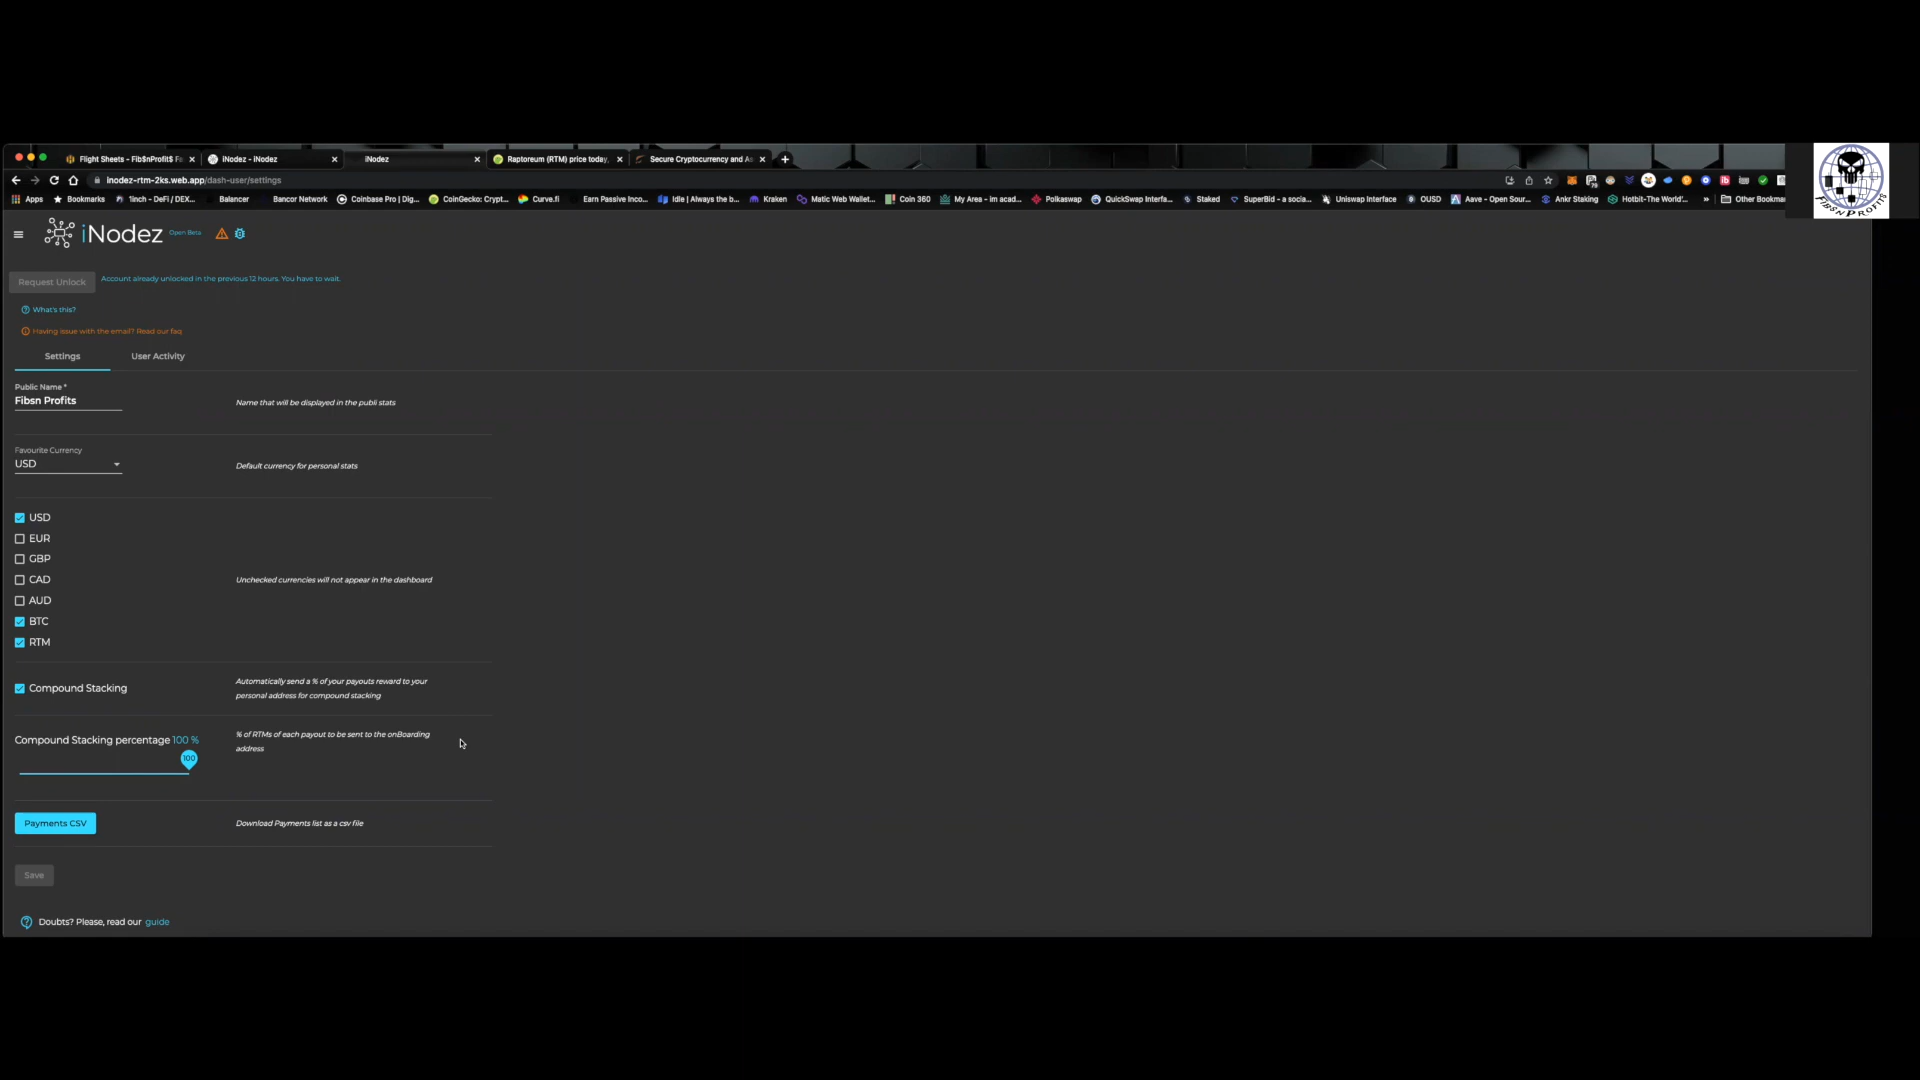 Flight Sheets - Fib$nProfit$ Fa
iNodez - iNodez
iNodez
Raptoreum (RTM) price today,
Secure Cryptocurrency and As
inodez-rtm-2ks.web.app/dash-user/settings
Apps
Bookmarks
1inch - DeFi / DEX...
Balancer
Bancor Network
Coinbase Pro | Dig...
CoinGecko: Crypt...
Curve.fi
Earn Passive Inco...
Idle | Always the b...
Kraken
Matic Web Wallet...
Coin 360
My Area - im acad...
Polkaswap
QuickSwap Interfa...
Staked
SuperBid - a socia...
Uniswap Interface
OUSD
Aave - Open Sour...
Ankr Staking
Hotbit-The World'...
»
Other Bookma
FIBSNPROFITS
iNodez Open Beta
Request Unlock
Account already unlocked in the previous 12 hours. You have to wait.
What's this?
Having issue with the email? Read our faq
Settings
User Activity
Public Name *
Fibsn Profits
Name that will be displayed in the publi stats
Favourite Currency
USD
Default currency for personal stats
USD
EUR
GBP
CAD
AUD
BTC
RTM
Unchecked currencies will not appear in the dashboard
Compound Stacking
Automatically send a % of your payouts reward to your
personal address for compound stacking
Compound Stacking percentage 100 %
100
% of RTMs of each payout to be sent to the onBoarding
address
Payments CSV
Download Payments list as a csv file
Save
Doubts? Please, read our guide